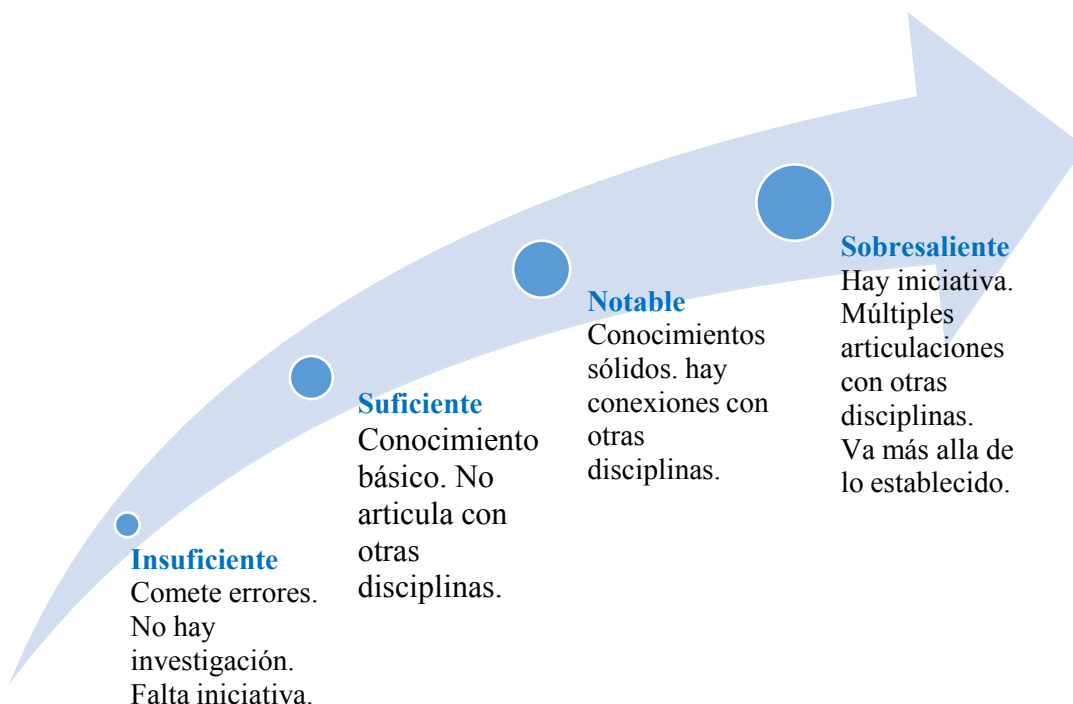 Insuficiente
Comete errores.
No hay
investigación.
Falta iniciativa.
Suficiente
Conocimiento
básico. No
articula con
otras
disciplinas.
Notable
Conocimientos
sólidos. hay
conexiones con
otras
disciplinas.
Sobresaliente
Hay iniciativa.
Múltiples
articulaciones
con otras
disciplinas.
Va más alla de
lo establecido.